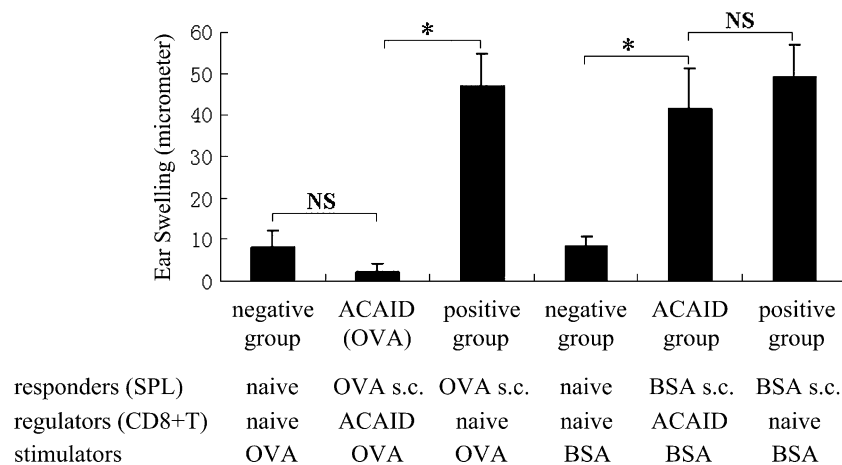 Ear Swelling (micrometer)
60
50
40
30
20
10
0
NS
*
*
NS
negative group
ACAID (OVA)
positive group
negative group
ACAID group
positive group
responders (SPL) naive OVA s.c. OVA s.c. naive BSA s.c. BSA s.c.
regulators (CD8+T) naive ACAID naive naive ACAID naive
stimulators OVA OVA OVA BSA BSA BSA